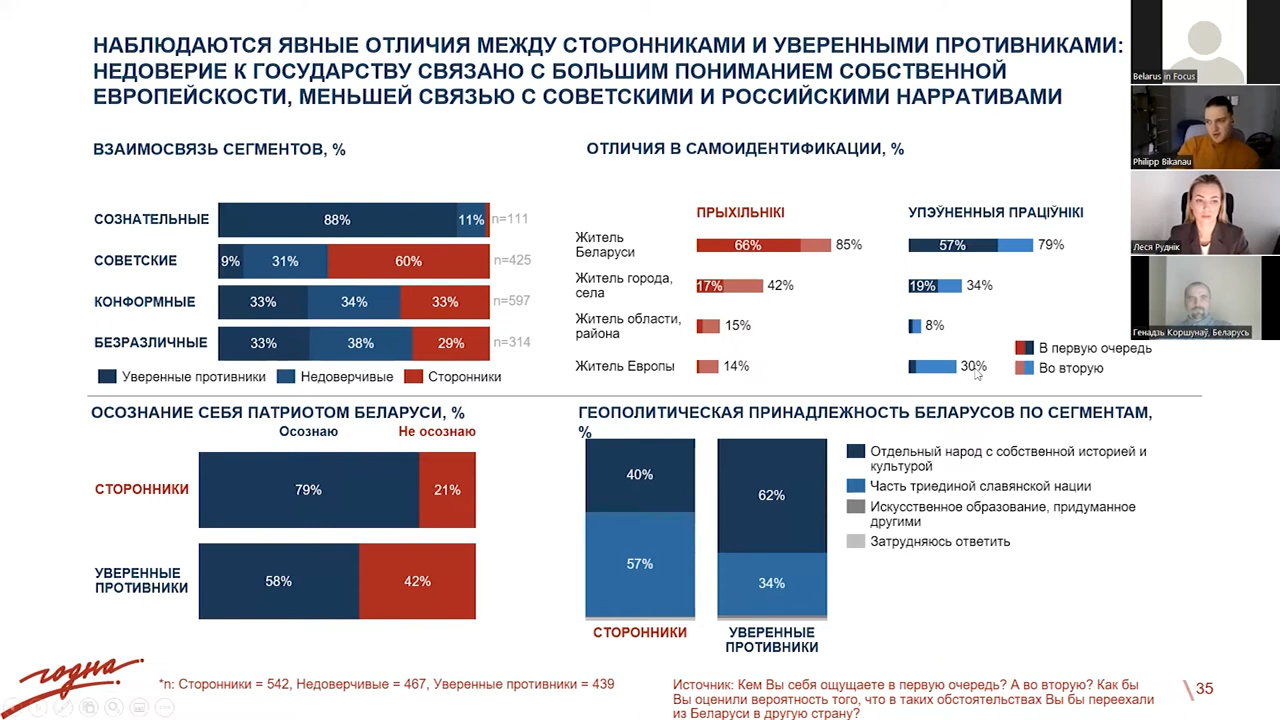 НАБЛЮДАЮТСЯ ЯВНЫЕ ОТЛИЧИЯ МЕЖДУ СТОРОННИКАМИ И УВЕРЕННЫМИ ПРОТИВНИКАМИ:
НЕДОВЕРИЕ К ГОСУДАРСТВУ СВЯЗАНО С БОЛЬШИМ ПОНИМАНИЕМ СОБСТВЕННОЙ
ЕВРОПЕЙСКОСТИ, МЕНЬШЕЙ СВЯЗЬЮ С СОВЕТСКИМИ И РОССИЙСКИМИ НАРРАТИВАМИ
ВЗАИМОСВЯЗЬ СЕГМЕНТОВ, %
СОЗНАТЕЛЬНЫЕ 88% 11% n=111
СОВЕТСКИЕ 9% 31% 60% n=425
КОНФОРМНЫЕ 33% 34% 33% n=597
БЕЗРАЗЛИЧНЫЕ 33% 38% 29% n=314
Уверенные противники Недоверчивые Сторонники
ОТЛИЧИЯ В САМОИДЕНТИФИКАЦИИ, %
ПРЫХІЛЬНІКІ УПЭЎНЕННЫЯ ПРАЦІЎНІКІ
Житель
Беларуси 66% 85% 57% 79%
Житель города,
села 17% 42% 19% 34%
Житель области,
района 15% 8%
Житель Европы 14% 30%
В первую очередь
Во вторую
ОСОЗНАНИЕ СЕБЯ ПАТРИОТОМ БЕЛАРУСИ, %
Осознаю Не осознаю
СТОРОННИКИ 79% 21%
УВЕРЕННЫЕ
ПРОТИВНИКИ 58% 42%
ГЕОПОЛИТИЧЕСКАЯ ПРИНАДЛЕЖНОСТЬ БЕЛАРУСОВ ПО СЕГМЕНТАМ,
%
40% 62%
57% 34%
СТОРОННИКИ УВЕРЕННЫЕ
ПРОТИВНИКИ
Отдельный народ с собственной историей и
культурой
Часть триединой славянской нации
Искусственное образование, придуманное
другими
Затрудняюсь ответить
годна
*n: Сторонники = 542, Недоверчивые = 467, Уверенные противники = 439
Источник: Кем Вы себя ощущаете в первую очередь? А во вторую? Как бы
Вы оценили вероятность того, что в таких обстоятельствах Вы бы переехали
из Беларуси в другую страну?
35
Belarus in Focus
Philipp Bikanau
Леся Руднік
Генадзь Коршунаў, Беларусь